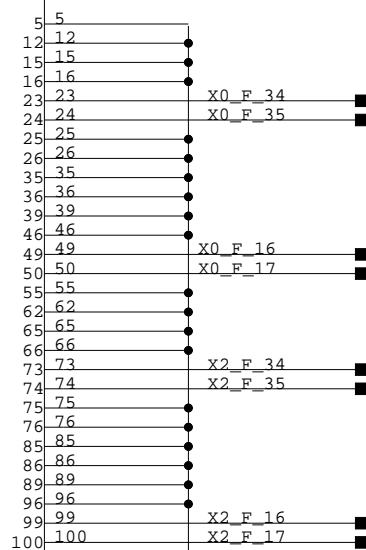 5 5
12 12
15 15
16 16
23 23 X0_F_34
24 24 X0_F_35
25 25
26 26
35 35
36 36
39 39
46 46
49 49 X0_F_16
50 50 X0_F_17
55 55
62 62
65 65
66 66
73 73 X2_F_34
74 74 X2_F_35
75 75
76 76
85 85
86 86
89 89
96 96
99 99 X2_F_16
100 100 X2_F_17